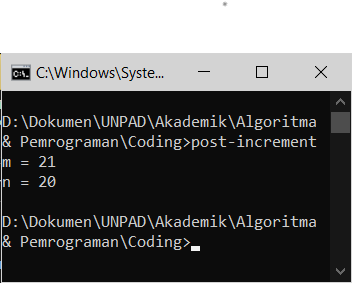 C:\Windows\Syste...
D:\Dokumen\UNPAD\Akademik\Algoritma
& Pemrograman\Coding>post-increment
m = 21
n = 20
D:\Dokumen\UNPAD\Akademik\Algoritma
& Pemrograman\Coding>